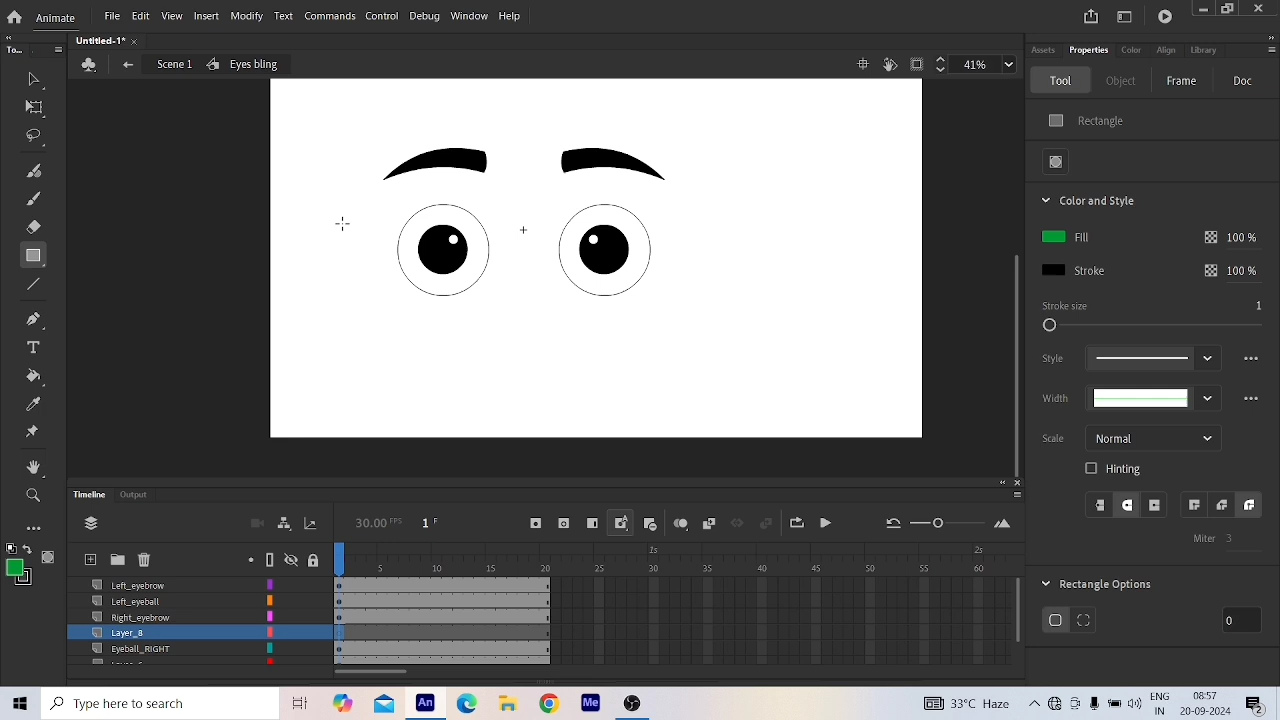 Animate File Edit View Insert Modify Text Commands Control Debug Window Help
Untitled-1* ×
To...
Assets Properties Color Align Library
Scene 1 Eyes bling 41%
Tool Object Frame Doc
Rectangle
Color and Style
Fill 100 %
Stroke 100 %
Stroke size 1
Style
Width
Scale Normal
Hinting
Miter 3
Rectangle Options
0
Timeline Output
30.00 FPS 1 F
1s 2s
5 10 15 20 25 30 35 40 45 50 55 60
Left_eyebrow
Left_eyeball
Right_eyebrow
Layer_8
Eyeball_RIGHT
Type here to search
An
Me
33°C Haze
ENG
IN
08:57
20-09-2024
2